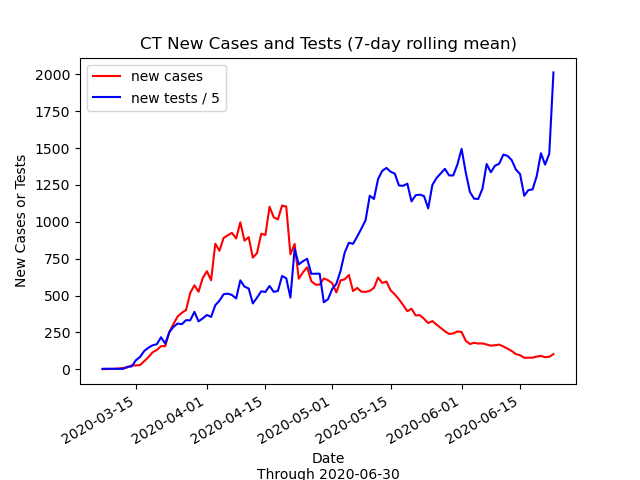 CT New Cases and Tests (7-day rolling mean)
new cases
new tests / 5
New Cases or Tests
2000
1750
1500
1250
1000
750
500
250
0
2020-03-15
2020-04-01
2020-04-15
2020-05-01
2020-05-15
2020-06-01
2020-06-15
Date
Through 2020-06-30